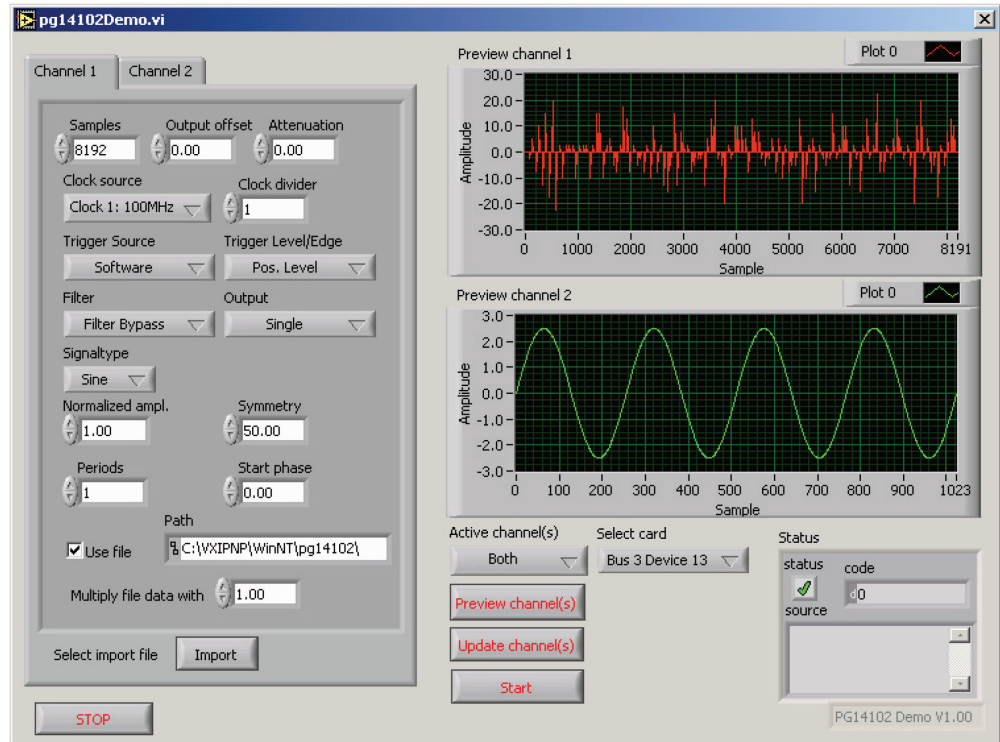 pg14102Demo.vi
Channel 1
Channel 2
Samples
Output offset
Attenuation
8192
0.00
0.00
Clock source
Clock divider
Clock 1: 100MHz
1
Trigger Source
Trigger Level/Edge
Software
Pos. Level
Filter
Output
Filter Bypass
Single
Signaltype
Sine
Normalized ampl.
Symmetry
1.00
50.00
Periods
Start phase
1
0.00
Path
Use file
C:\VXIPNP\WinNT\pg14102\
Multiply file data with
1.00
Select import file
Import
STOP
Preview channel 1
Plot 0
Amplitude
30.0
20.0
10.0
0.0
-10.0
-20.0
-30.0
0 1000 2000 3000 4000 5000 6000 7000 8191
Sample
Preview channel 2
Plot 0
Amplitude
3.0
2.0
1.0
0.0
-1.0
-2.0
-3.0
0 100 200 300 400 500 600 700 800 900 1023
Sample
Active channel(s)
Select card
Both
Bus 3 Device 13
Preview channel(s)
Update channel(s)
Start
Status
status
code
d0
source
PG14102 Demo V1.00